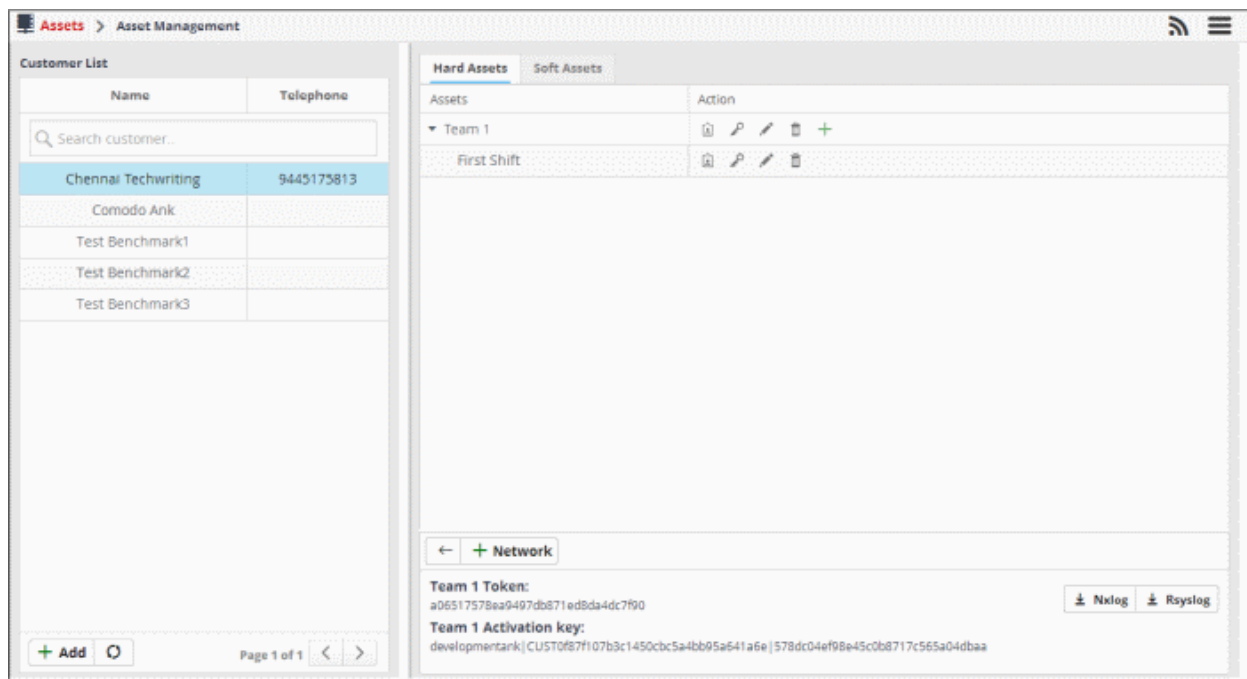 Assets > Asset Management
Customer List
Name Telephone
Search customer..
Chennai Techwriting 9445175813
Comodo Ank
Test Benchmark1
Test Benchmark2
Test Benchmark3
+ Add
Page 1 of 1 < >
Hard Assets Soft Assets
Assets Action
Team 1
First Shift
← + Network
Team 1 Token:
a06517578ea9497db871ed8da4dc7f90
Nxlog Rsyslog
Team 1 Activation key:
developmentank|CUST0f87f107b3c1450cbc5a4bb95a641a6e|578dc04ef98e45c0b8717c565a04dbaa